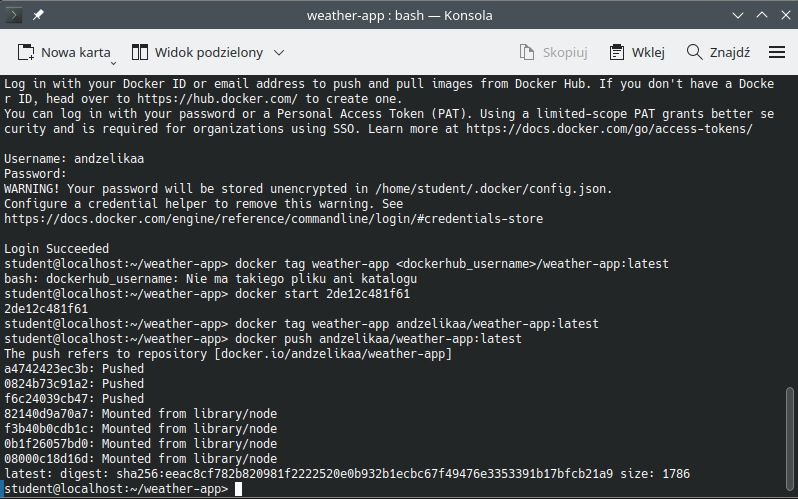 weather-app : bash — Konsola
Nowa karta
Widok podzielony
Skopiuj
Wklej
Znajdź
Log in with your Docker ID or email address to push and pull images from Docker Hub. If you don't have a Docke
r ID, head over to https://hub.docker.com/ to create one.
You can log in with your password or a Personal Access Token (PAT). Using a limited-scope PAT grants better se
curity and is required for organizations using SSO. Learn more at https://docs.docker.com/go/access-tokens/
Username: andzelikaa
Password:
WARNING! Your password will be stored unencrypted in /home/student/.docker/config.json.
Configure a credential helper to remove this warning. See
https://docs.docker.com/engine/reference/commandline/login/#credentials-store
Login Succeeded
student@localhost:~/weather-app> docker tag weather-app <dockerhub_username>/weather-app:latest
bash: dockerhub_username: Nie ma takiego pliku ani katalogu
student@localhost:~/weather-app> docker start 2de12c481f61
2de12c481f61
student@localhost:~/weather-app> docker tag weather-app andzelikaa/weather-app:latest
student@localhost:~/weather-app> docker push andzelikaa/weather-app:latest
The push refers to repository [docker.io/andzelikaa/weather-app]
a4742423ec3b: Pushed
0824b73c91a2: Pushed
f6c24039cb47: Pushed
82140d9a70a7: Mounted from library/node
f3b40b0cdb1c: Mounted from library/node
0b1f26057bd0: Mounted from library/node
08000c18d16d: Mounted from library/node
latest: digest: sha256:eeac8cf782b820981f2222520e0b932b1ecbc67f49476e3353391b17bfcb21a9 size: 1786
student@localhost:~/weather-app>